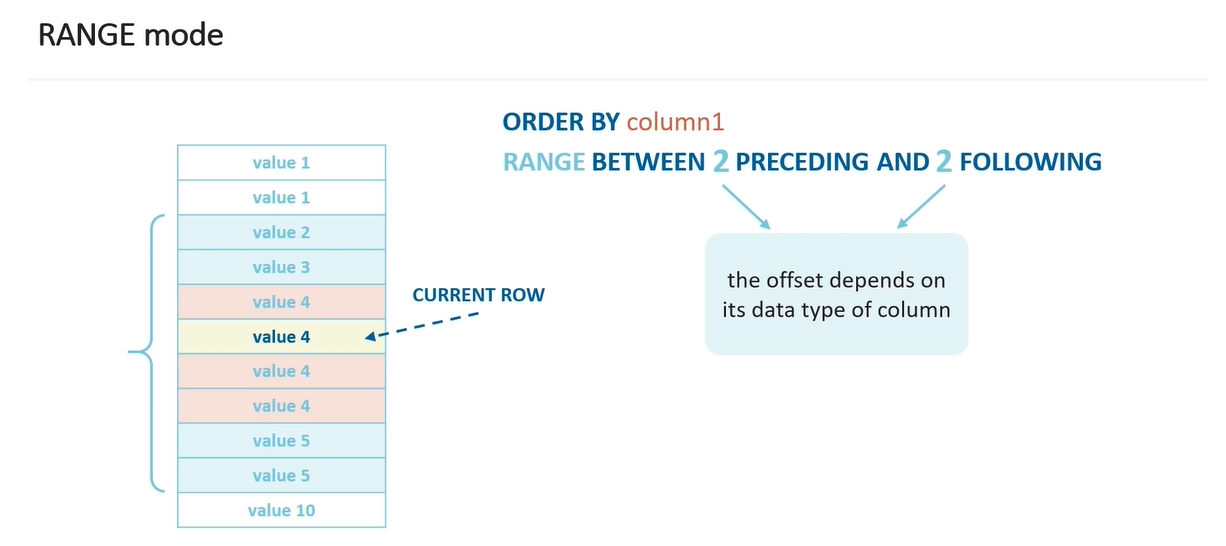 RANGE mode
ORDER BY column1
RANGE BETWEEN 2 PRECEDING AND 2 FOLLOWING
value 1
value 1
value 2
value 3
value 4
value 4
value 4
value 4
value 5
value 5
value 10
CURRENT ROW
the offset depends on
its data type of column